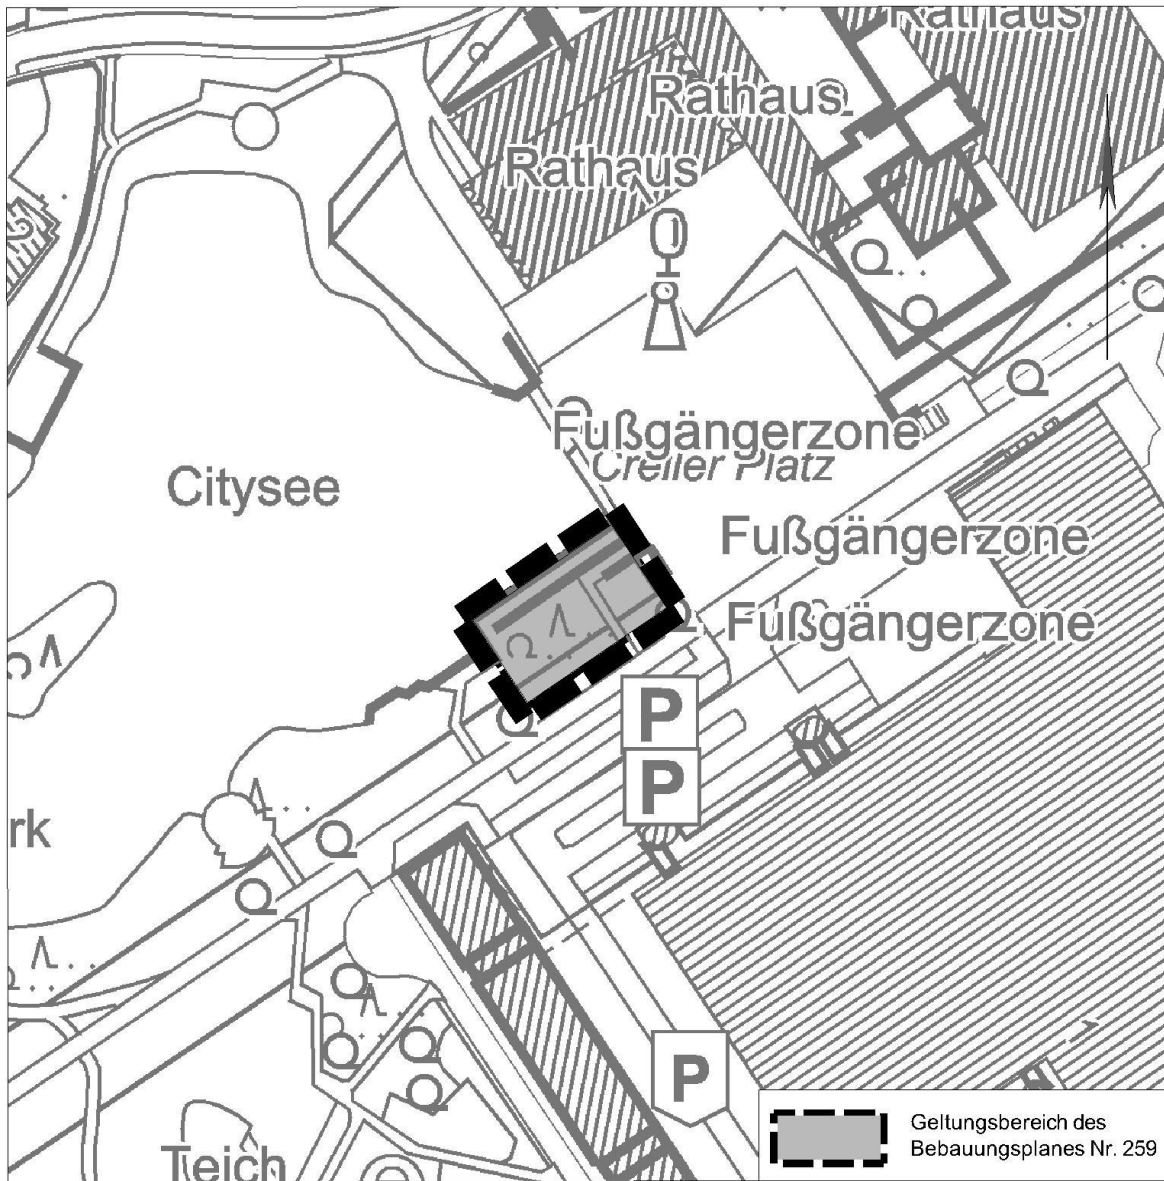 Rathaus
Rathaus
Rathaus
Fußgängerzone
Creiler Platz
Citysee
Fußgängerzone
Fußgängerzone
P
P
rk
P
Geltungsbereich des
Bebauungsplanes Nr. 259
Teich